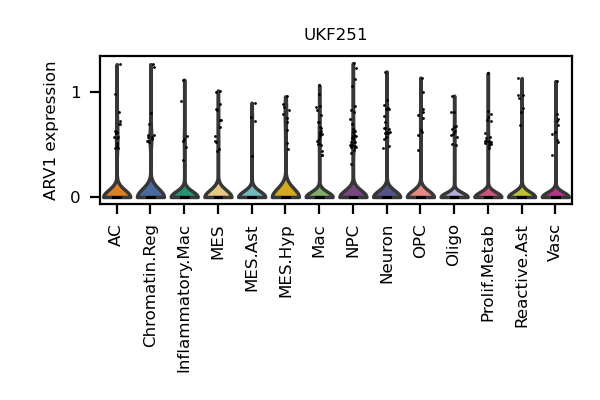 UKF251
ARV1 expression
1
0
AC
Chromatin.Reg
Inflammatory.Mac
MES
MES.Ast
MES.Hyp
Mac
NPC
Neuron
OPC
Oligo
Prolif.Metab
Reactive.Ast
Vasc